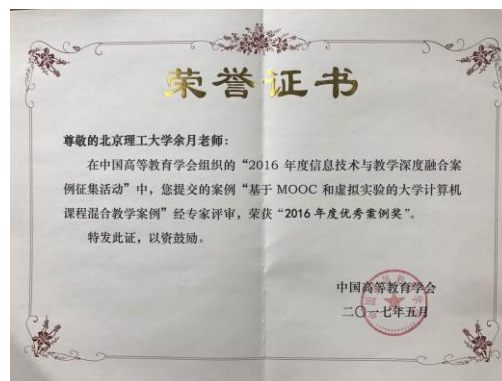 荣誉证书
尊敬的北京理工大学余月老师：
在中国高等教育学会组织的“2016 年度信息技术与教学深度融合案
例征集活动”中，您提交的案例“基于 MOOC 和虚拟实验的大学计算机
课程混合教学案例”经专家评审，荣获“2016 年度优秀案例奖”。
特发此证，以资鼓励。
中国高等教育学会
二〇一七年五月